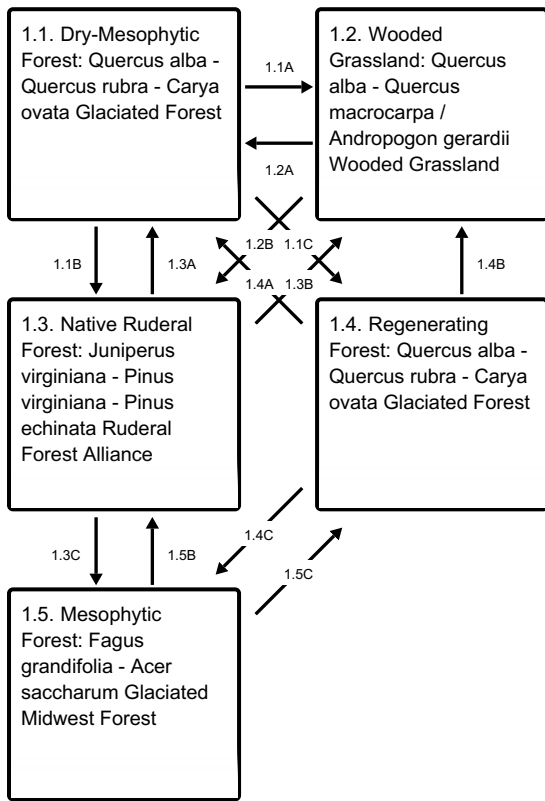 1.1. Dry-Mesophytic
Forest: Quercus alba -
Quercus rubra - Carya
ovata Glaciated Forest
1.1A
1.2. Wooded
Grassland: Quercus
alba - Quercus
macrocarpa /
Andropogon gerardii
Wooded Grassland
1.2A
1.1B
1.3A
1.2B
1.1C
1.4A
1.3B
1.4B
1.3. Native Ruderal
Forest: Juniperus
virginiana - Pinus
virginiana - Pinus
echinata Ruderal
Forest Alliance
1.4. Regenerating
Forest: Quercus alba -
Quercus rubra - Carya
ovata Glaciated Forest
1.3C
1.5B
1.4C
1.5C
1.5. Mesophytic
Forest: Fagus
grandifolia - Acer
saccharum Glaciated
Midwest Forest